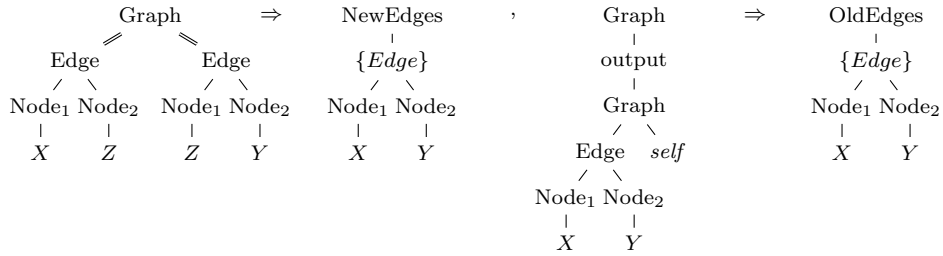 Graph ⇒ NewEdges , Graph ⇒ OldEdges
Edge Edge {Edge} output {Edge}
Node₁ Node₂ Node₁ Node₂ Node₁ Node₂ Graph Node₁ Node₂
X Z Z Y X Y Edge self X Y
Node₁ Node₂
X Y